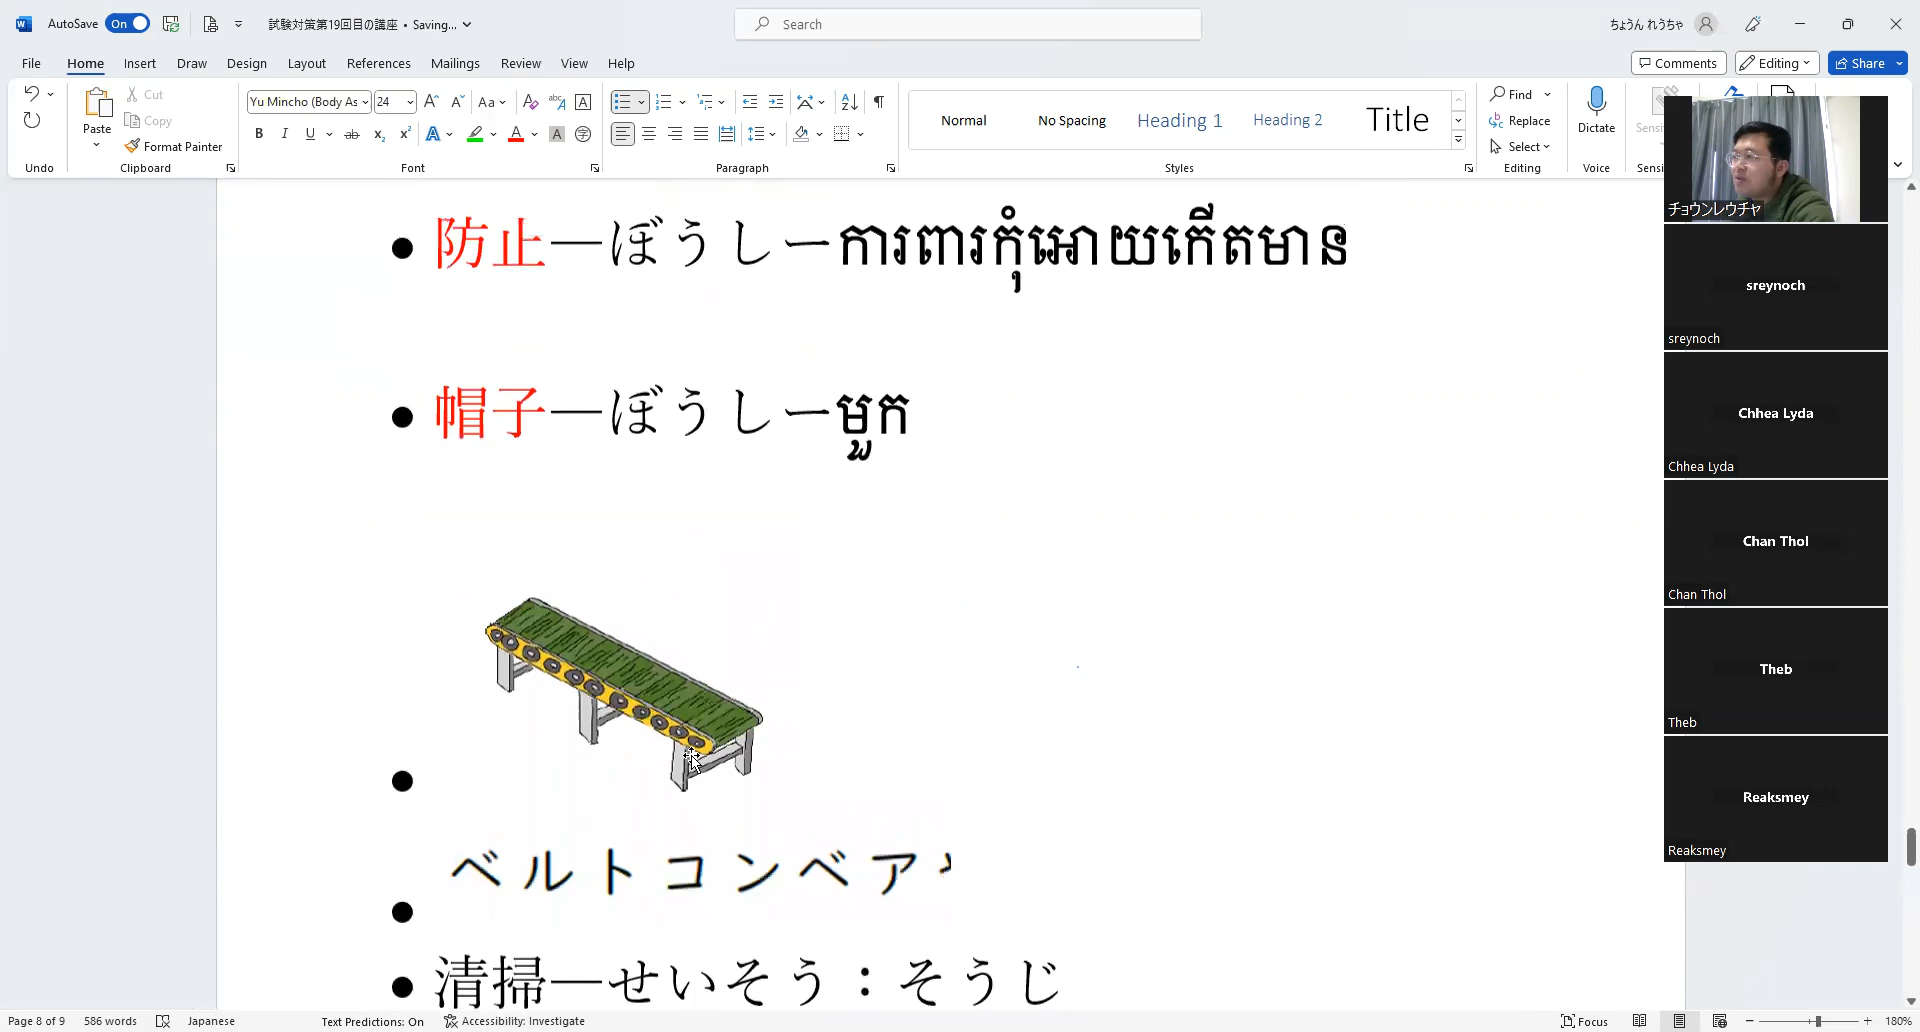 AutoSave On 試験対策第19回目の講座 • Saving... Search ちょうん れうちゃ
File Home Insert Draw Design Layout References Mailings Review View Help Comments Editing Share
Undo
Paste Cut Copy Format Painter
Clipboard
Yu Mincho (Body As 24
Font
Paragraph
Normal No Spacing Heading 1 Heading 2 Title
Styles
Find Replace Select
Editing
Dictate
Voice
防止―ぼうしーការពារកុំអោយកើតមាន
帽子―ぼうしーមួក
ベルトコンベア
清掃―せいそう：そうじ
チョウンレウチャ
sreynoch
sreynoch
Chhea Lyda
Chhea Lyda
Chan Thol
Chan Thol
Theb
Theb
Reaksmey
Reaksmey
Page 8 of 9 586 words Japanese Text Predictions: On Accessibility: Investigate Focus 180%